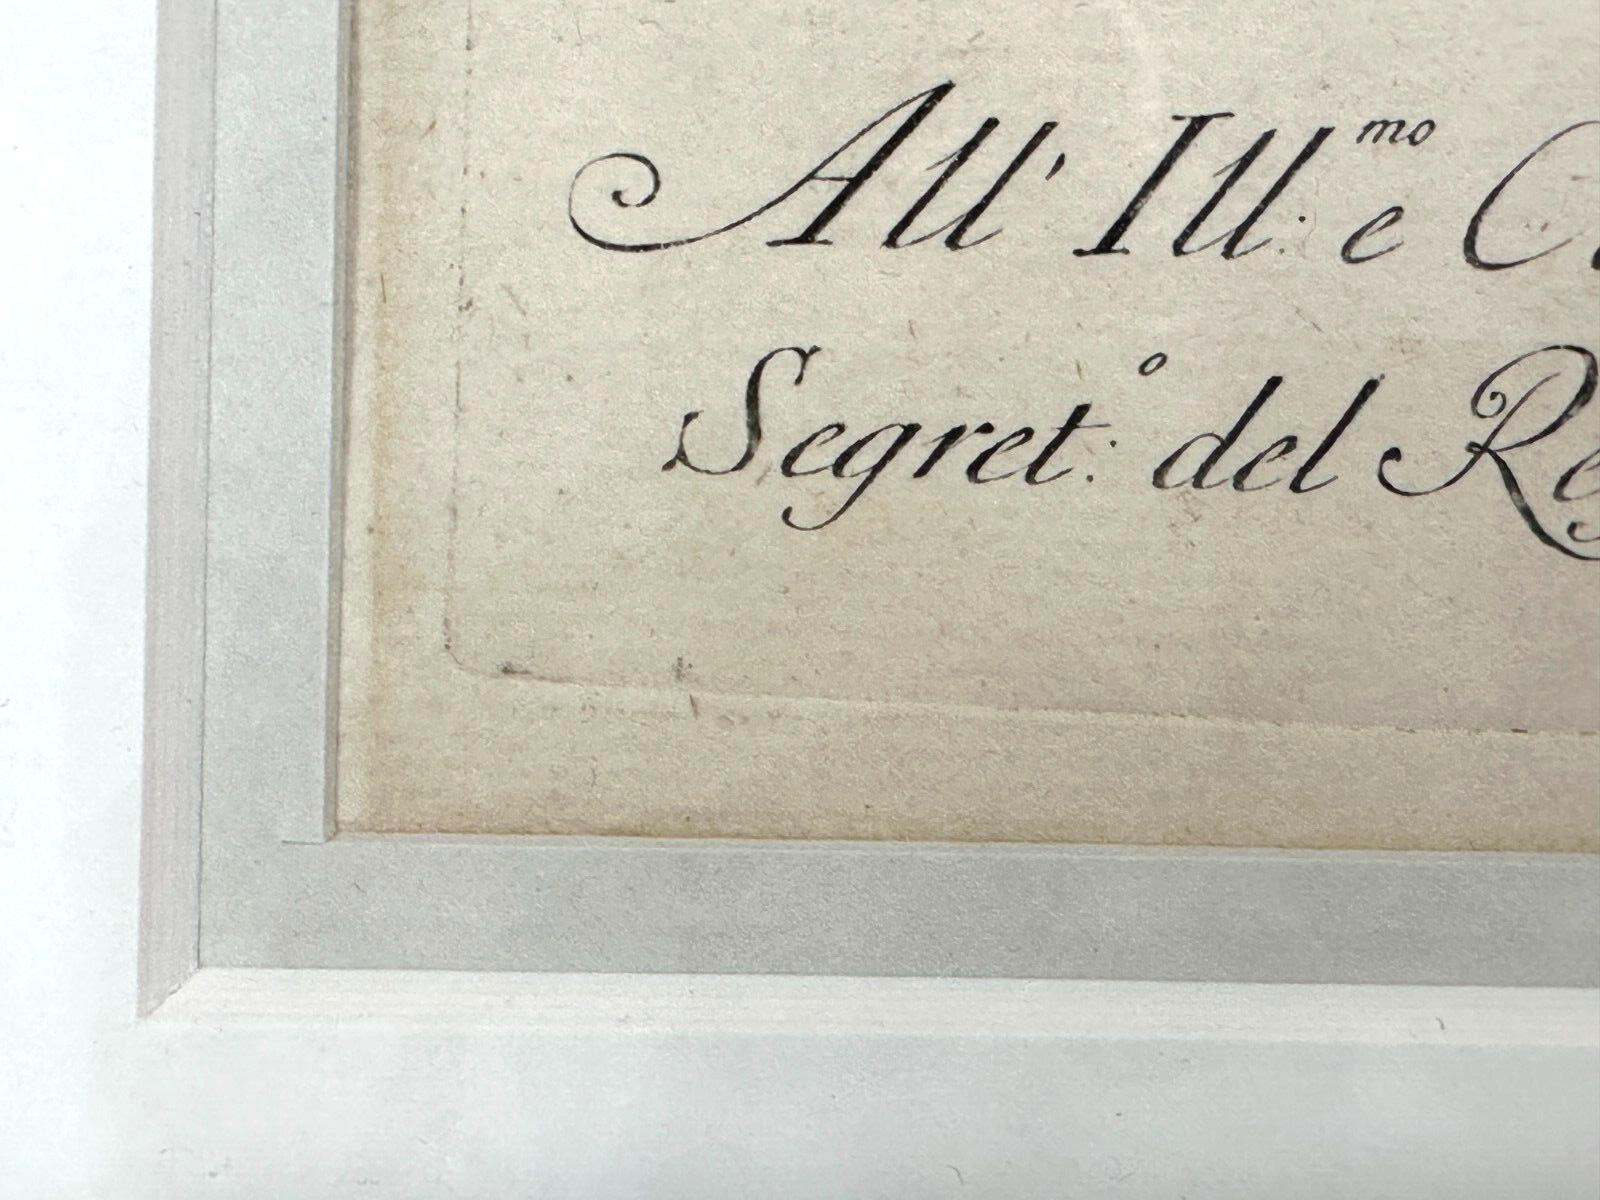 All' Ill.mo e
Segret.o del